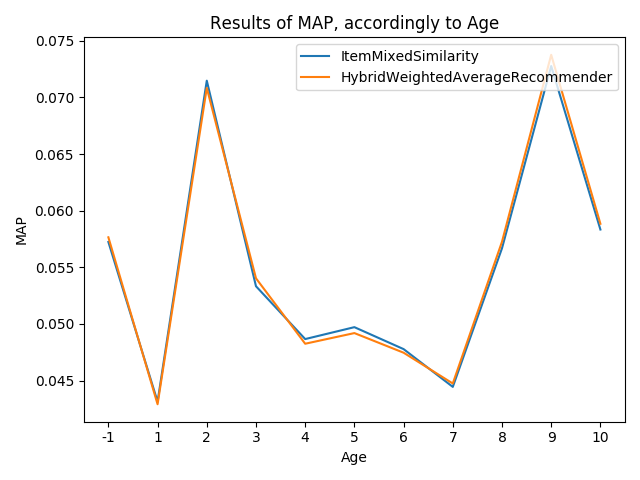 Results of MAP, accordingly to Age
ItemMixedSimilarity
HybridWeightedAverageRecommender
0.075
0.070
0.065
0.060
0.055
0.050
0.045
MAP
-1 1 2 3 4 5 6 7 8 9 10
Age